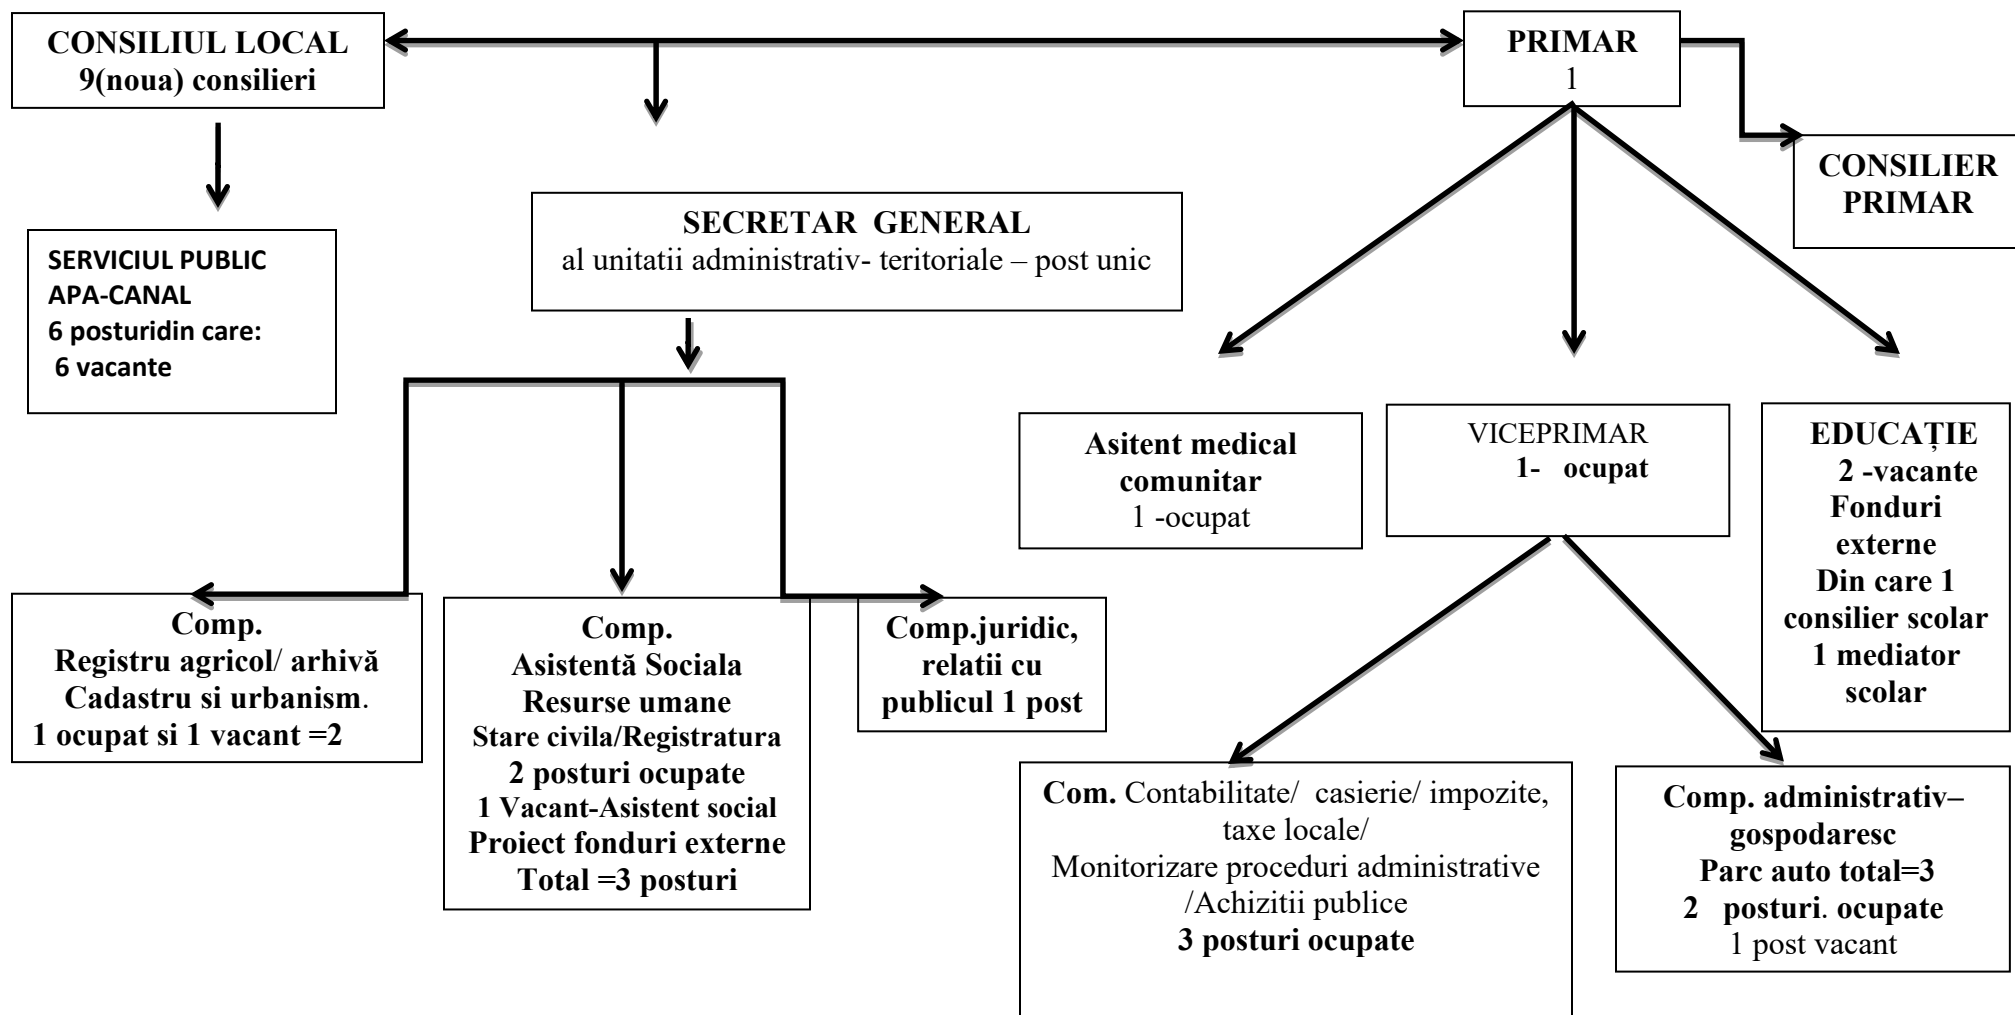 CONSILIUL LOCAL
9(noua) consilieri
PRIMAR
1
CONSILIER
PRIMAR
SERVICIUL PUBLIC
APA-CANAL
6 posturidin care:
6 vacante
SECRETAR GENERAL
al unitatii administrativ- teritoriale – post unic
Asitent medical
comunitar
1 -ocupat
VICEPRIMAR
1- ocupat
EDUCAȚIE
2 -vacante
Fonduri
externe
Din care 1
consilier scolar
1 mediator
scolar
Comp.
Registru agricol/ arhivă
Cadastru si urbanism.
1 ocupat si 1 vacant =2
Comp.
Asistentă Sociala
Resurse umane
Stare civila/Registratura
2 posturi ocupate
1 Vacant-Asistent social
Proiect fonduri externe
Total =3 posturi
Comp.juridic,
relatii cu
publicul 1 post
Com. Contabilitate/ casierie/ impozite,
taxe locale/
Monitorizare proceduri administrative
/Achizitii publice
3 posturi ocupate
Comp. administrativ–
gospodaresc
Parc auto total=3
2 posturi. ocupate
1 post vacant